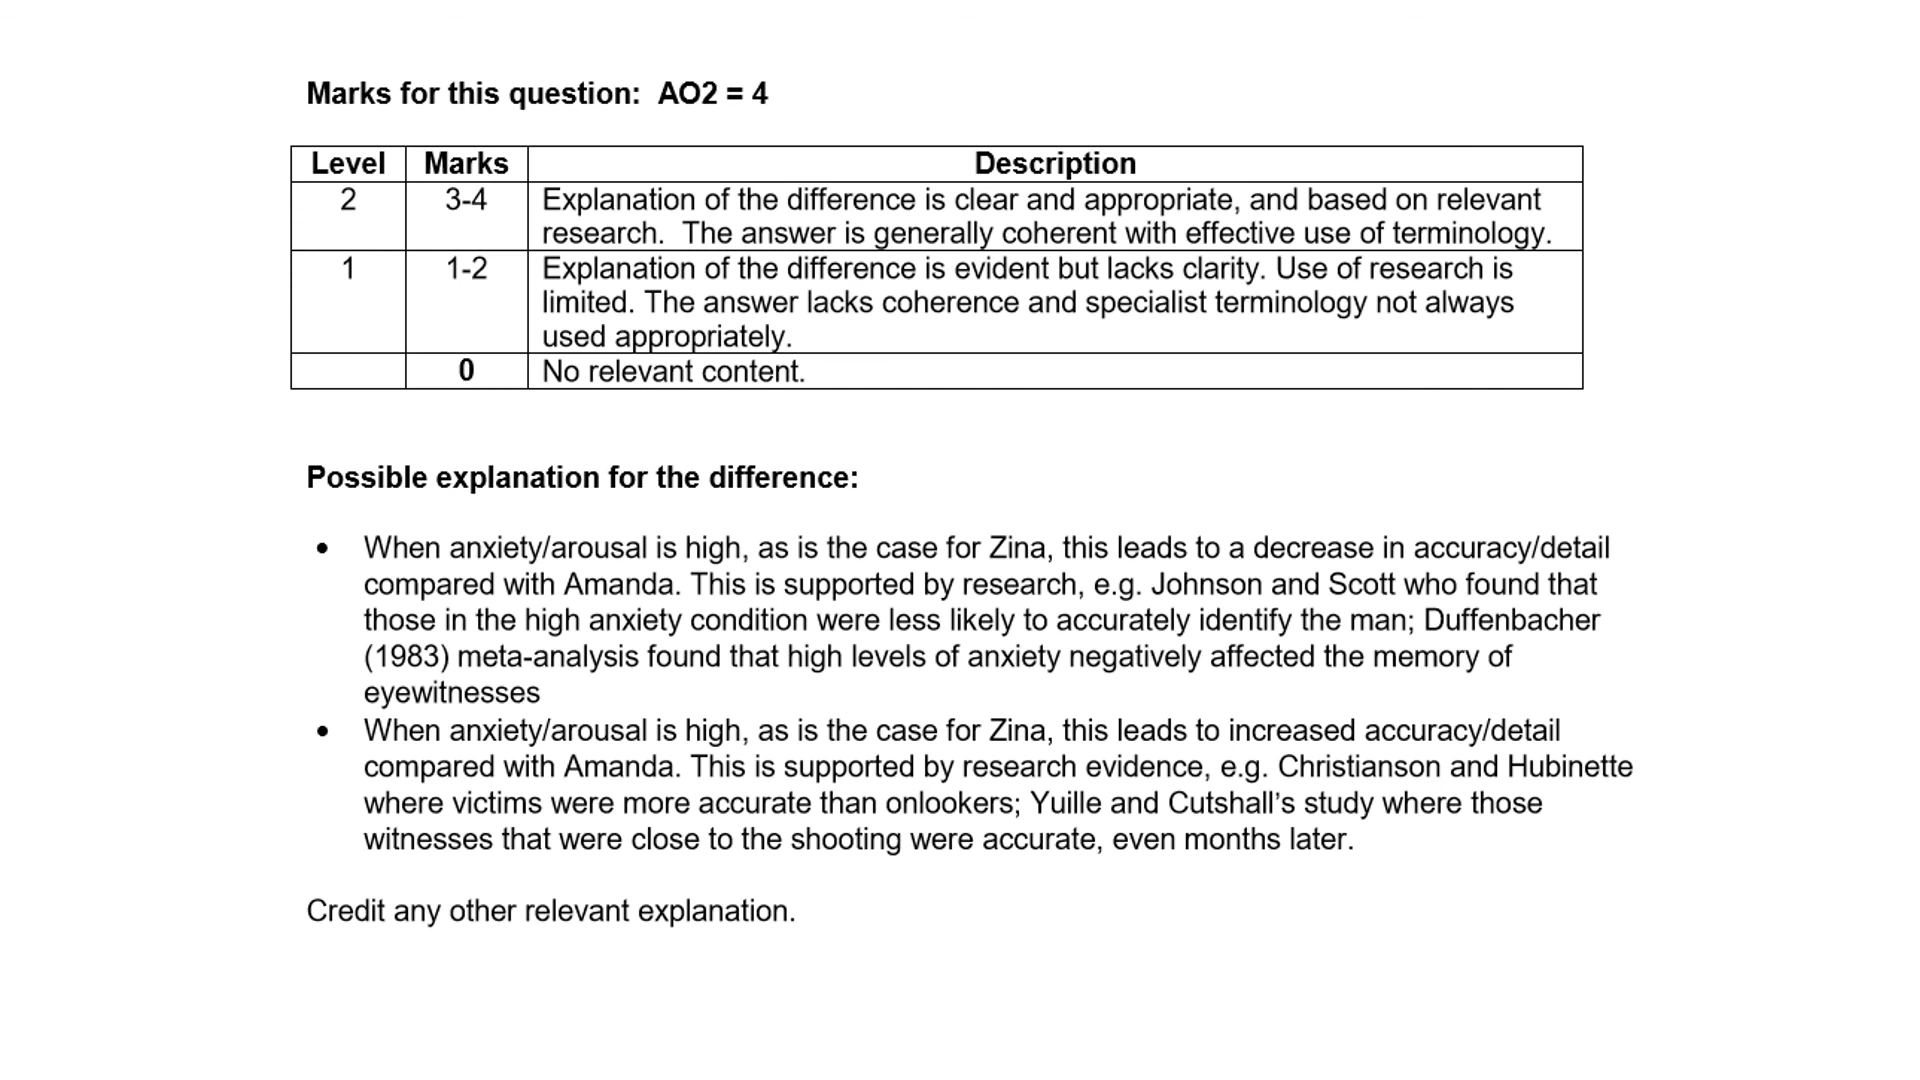 Marks for this question:  AO2 = 4
Level Marks Description
2 3-4 Explanation of the difference is clear and appropriate, and based on relevant
research.  The answer is generally coherent with effective use of terminology.
1 1-2 Explanation of the difference is evident but lacks clarity. Use of research is
limited. The answer lacks coherence and specialist terminology not always
used appropriately.
0 No relevant content.
Possible explanation for the difference:
• When anxiety/arousal is high, as is the case for Zina, this leads to a decrease in accuracy/detail
compared with Amanda. This is supported by research, e.g. Johnson and Scott who found that
those in the high anxiety condition were less likely to accurately identify the man; Duffenbacher
(1983) meta-analysis found that high levels of anxiety negatively affected the memory of
eyewitnesses
• When anxiety/arousal is high, as is the case for Zina, this leads to increased accuracy/detail
compared with Amanda. This is supported by research evidence, e.g. Christianson and Hubinette
where victims were more accurate than onlookers; Yuille and Cutshall’s study where those
witnesses that were close to the shooting were accurate, even months later.
Credit any other relevant explanation.